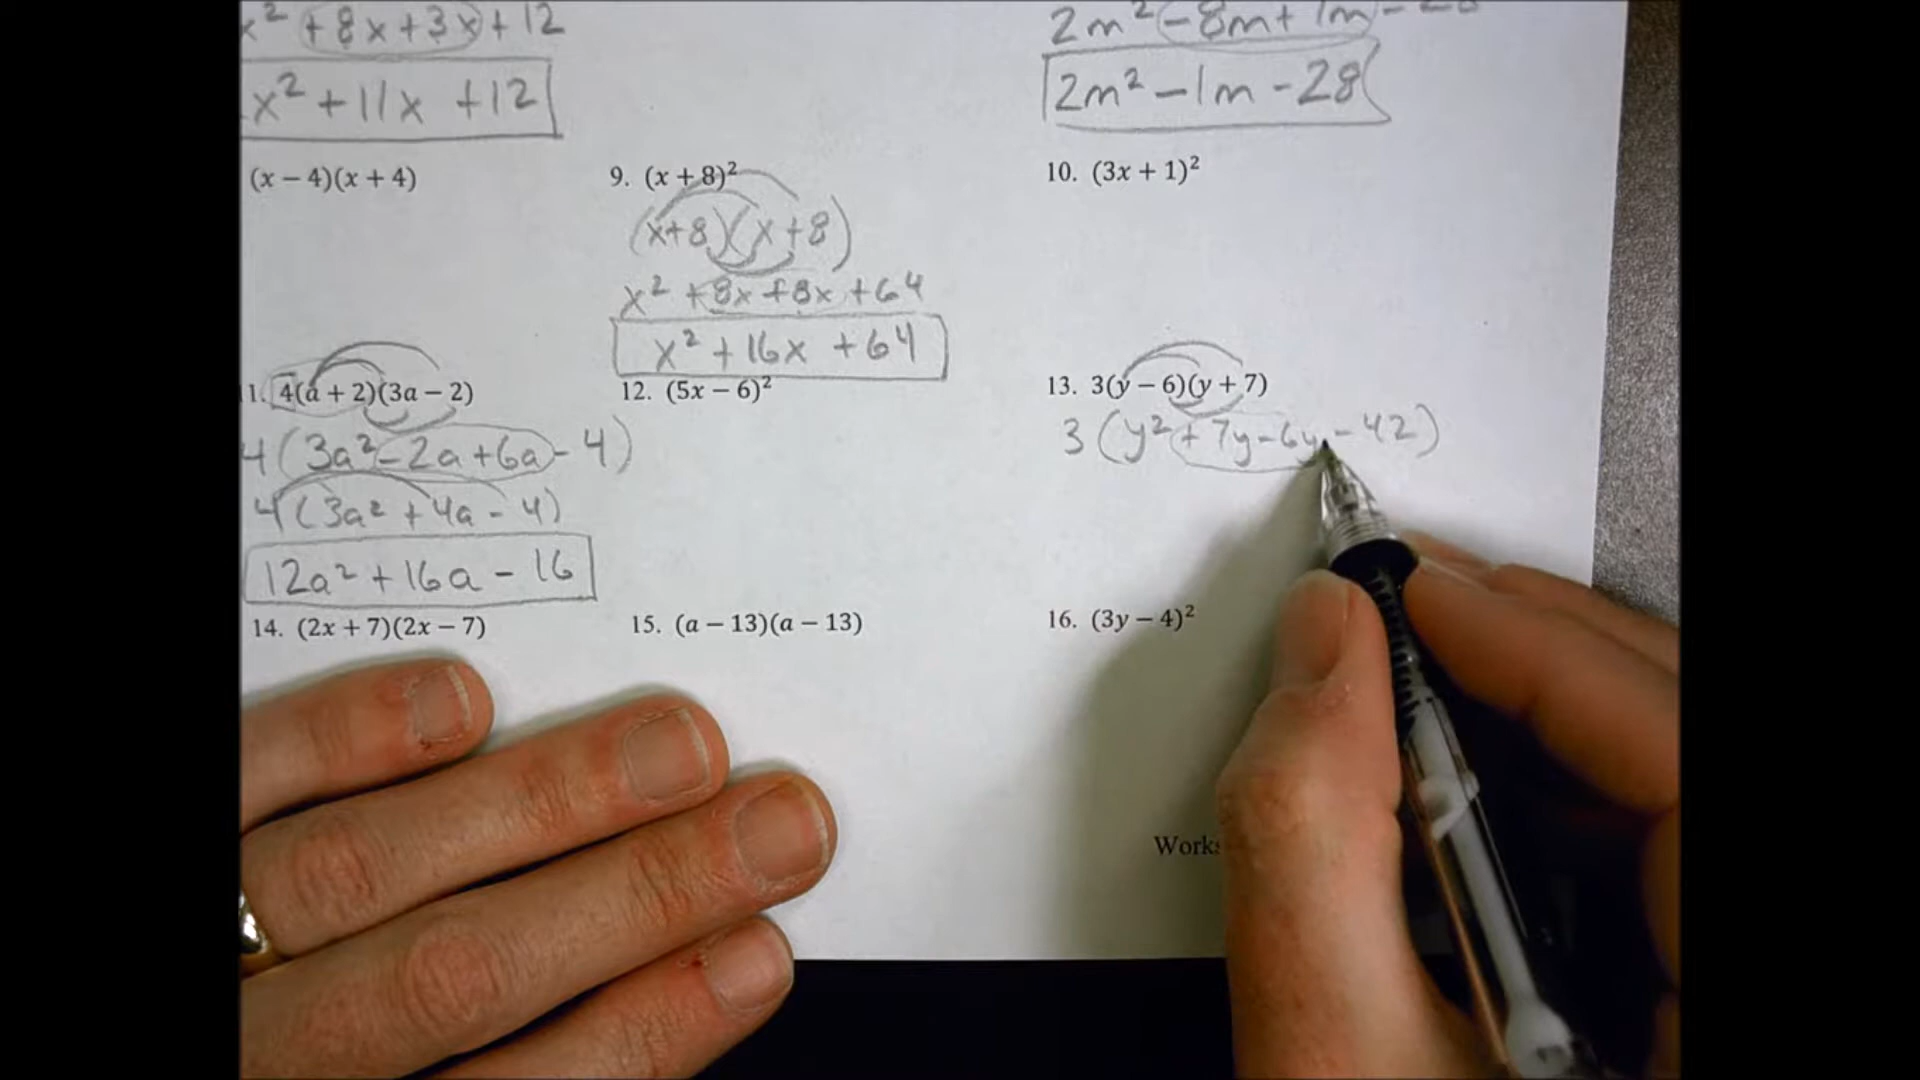 x² + 8x + 3x + 12
x² + 11x + 12
2m² - 8m + 1m - 28
2m² - 1m - 28
(x − 4)(x + 4)
9. (x + 8)²
(x+8)(x+8)
x² + 8x + 8x + 64
x² + 16x + 64
10. (3x + 1)²
1. 4(a + 2)(3a − 2)
4(3a² - 2a + 6a - 4)
4(3a² + 4a - 4)
12a² + 16a - 16
12. (5x − 6)²
13. 3(y − 6)(y + 7)
3(y² + 7y - 6y - 42)
14. (2x + 7)(2x − 7)
15. (a − 13)(a − 13)
16. (3y − 4)²